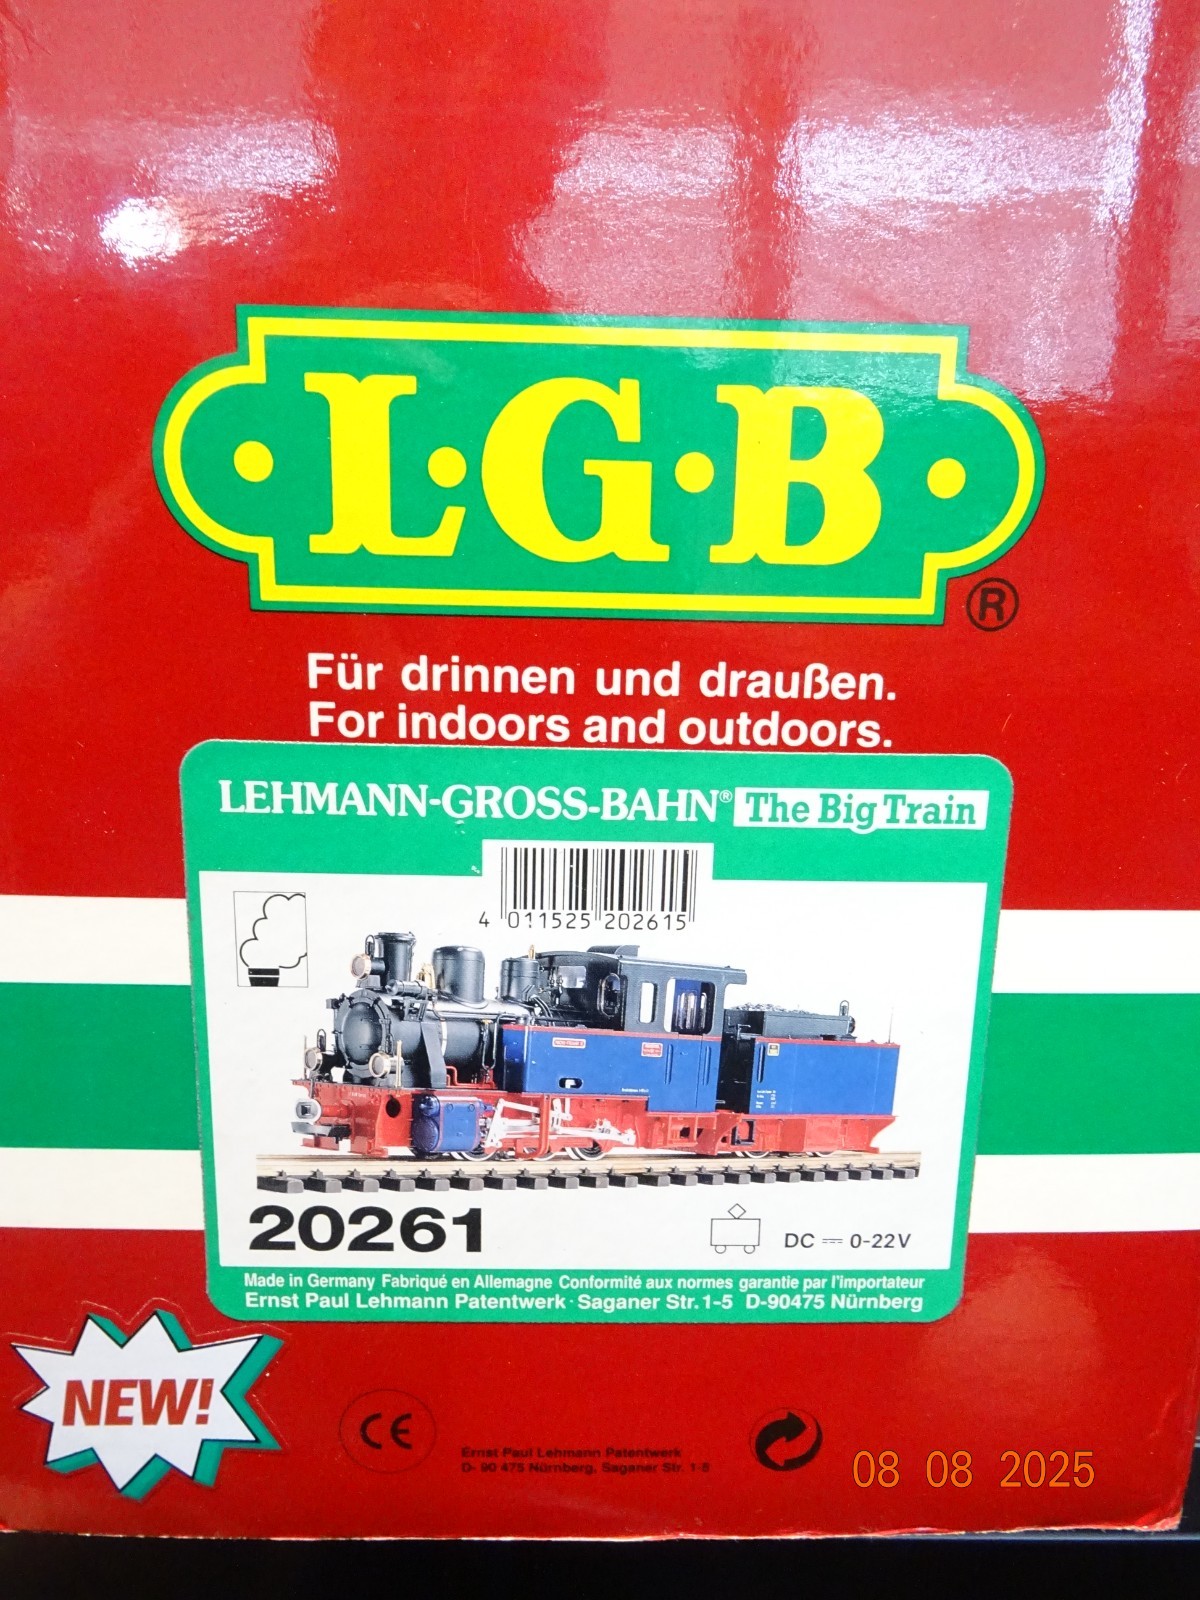 L·G·B
®
Für drinnen und draußen.
For indoors and outdoors.
LEHMANN-GROSS-BAHN® The Big Train
4 011525 202615
20261
DC 0-22V
Made in Germany Fabriqué en Allemagne Conformité aux normes garantie par l'importateur
Ernst Paul Lehmann Patentwerk · Saganer Str. 1-5 D-90475 Nürnberg
NEW!
CE
Ernst Paul Lehmann Patentwerk
D- 90 475 Nürnberg, Saganer Str. 1-5
08 08 2025